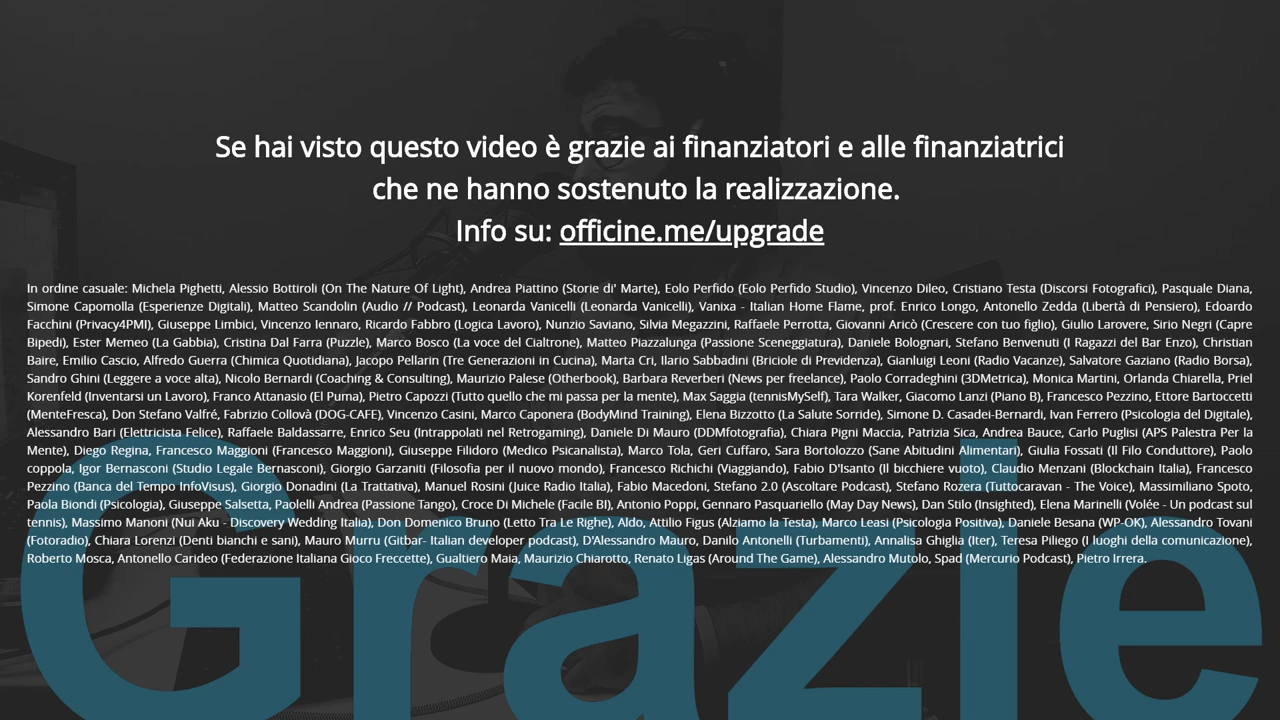 Se hai visto questo video è grazie ai finanziatori e alle finanziatrici
che ne hanno sostenuto la realizzazione.
Info su: officine.me/upgrade
In ordine casuale: Michela Pighetti, Alessio Bottiroli (On The Nature Of Light), Andrea Piattino (Storie di' Marte), Eolo Perfido (Eolo Perfido Studio), Vincenzo Dileo, Cristiano Testa (Discorsi Fotografici), Pasquale Diana,
Simone Capomolla (Esperienze Digitali), Matteo Scandolin (Audio // Podcast), Leonarda Vanicelli (Leonarda Vanicelli), Vanixa - Italian Home Flame, prof. Enrico Longo, Antonello Zedda (Libertà di Pensiero), Edoardo
Facchini (Privacy4PMI), Giuseppe Limbici, Vincenzo Iennaro, Ricardo Fabbro (Logica Lavoro), Nunzio Saviano, Silvia Megazzini, Raffaele Perrotta, Giovanni Aricò (Crescere con tuo figlio), Giulio Larovere, Sirio Negri (Capre
Bipedi), Ester Memeo (La Gabbia), Cristina Dal Farra (Puzzle), Marco Bosco (La voce del Cialtrone), Matteo Piazzalunga (Passione Sceneggiatura), Daniele Bolognari, Stefano Benvenuti (I Ragazzi del Bar Enzo), Christian
Baire, Emilio Cascio, Alfredo Guerra (Chimica Quotidiana), Jacopo Pellarin (Tre Generazioni in Cucina), Marta Cri, Ilario Sabbadini (Briciole di Previdenza), Gianluigi Leoni (Radio Vacanze), Salvatore Gaziano (Radio Borsa),
Sandro Ghini (Leggere a voce alta), Nicolo Bernardi (Coaching & Consulting), Maurizio Palese (Otherbook), Barbara Reverberi (News per freelance), Paolo Corradeghini (3DMetrica), Monica Martini, Orlanda Chiarella, Priel
Korenfeld (Inventarsi un Lavoro), Franco Attanasio (El Puma), Pietro Capozzi (Tutto quello che mi passa per la mente), Max Saggia (tennisMySelf), Tara Walker, Giacomo Lanzi (Piano B), Francesco Pezzino, Ettore Bartoccetti
(MenteFresca), Don Stefano Valfré, Fabrizio Collovà (DOG-CAFE), Vincenzo Casini, Marco Caponera (BodyMind Training), Elena Bizzotto (La Salute Sorride), Simone D. Casadei-Bernardi, Ivan Ferrero (Psicologia del Digitale),
Alessandro Bari (Elettricista Felice), Raffaele Baldassarre, Enrico Seu (Intrappolati nel Retrogaming), Daniele Di Mauro (DDMfotografia), Chiara Pigni Maccia, Patrizia Sica, Andrea Bauce, Carlo Puglisi (APS Palestra Per la
Mente), Diego Regina, Francesco Maggioni (Francesco Maggioni), Giuseppe Filidoro (Medico Psicanalista), Marco Tola, Geri Cuffaro, Sara Bortolozzo (Sane Abitudini Alimentari), Giulia Fossati (Il Filo Conduttore), Paolo
coppola, Igor Bernasconi (Studio Legale Bernasconi), Giorgio Garzaniti (Filosofia per il nuovo mondo), Francesco Richichi (Viaggiando), Fabio D'Isanto (Il bicchiere vuoto), Claudio Menzani (Blockchain Italia), Francesco
Pezzino (Banca del Tempo InfoVisus), Giorgio Donadini (La Trattativa), Manuel Rosini (Juice Radio Italia), Fabio Macedoni, Stefano 2.0 (Ascoltare Podcast), Stefano Rozera (Tuttocaravan - The Voice), Massimiliano Spoto,
Paola Biondi (Psicologia), Giuseppe Salsetta, Paolelli Andrea (Passione Tango), Croce Di Michele (Facile BI), Antonio Poppi, Gennaro Pasquariello (May Day News), Dan Stilo (Insighted), Elena Marinelli (Volée - Un podcast sul
tennis), Massimo Manoni (Nui Aku - Discovery Wedding Italia), Don Domenico Bruno (Letto Tra Le Righe), Aldo, Attilio Figus (Alziamo la Testa), Marco Leasi (Psicologia Positiva), Daniele Besana (WP-OK), Alessandro Tovani
(Fotoradio), Chiara Lorenzi (Denti bianchi e sani), Mauro Murru (Gitbar- Italian developer podcast), D'Alessandro Mauro, Danilo Antonelli (Turbamenti), Annalisa Ghiglia (Iter), Teresa Piliego (I luoghi della comunicazione),
Roberto Mosca, Antonello Carideo (Federazione Italiana Gioco Freccette), Gualtiero Maia, Maurizio Chiarotto, Renato Ligas (Around The Game), Alessandro Mutolo, Spad (Mercurio Podcast), Pietro Irrera.
Grazie